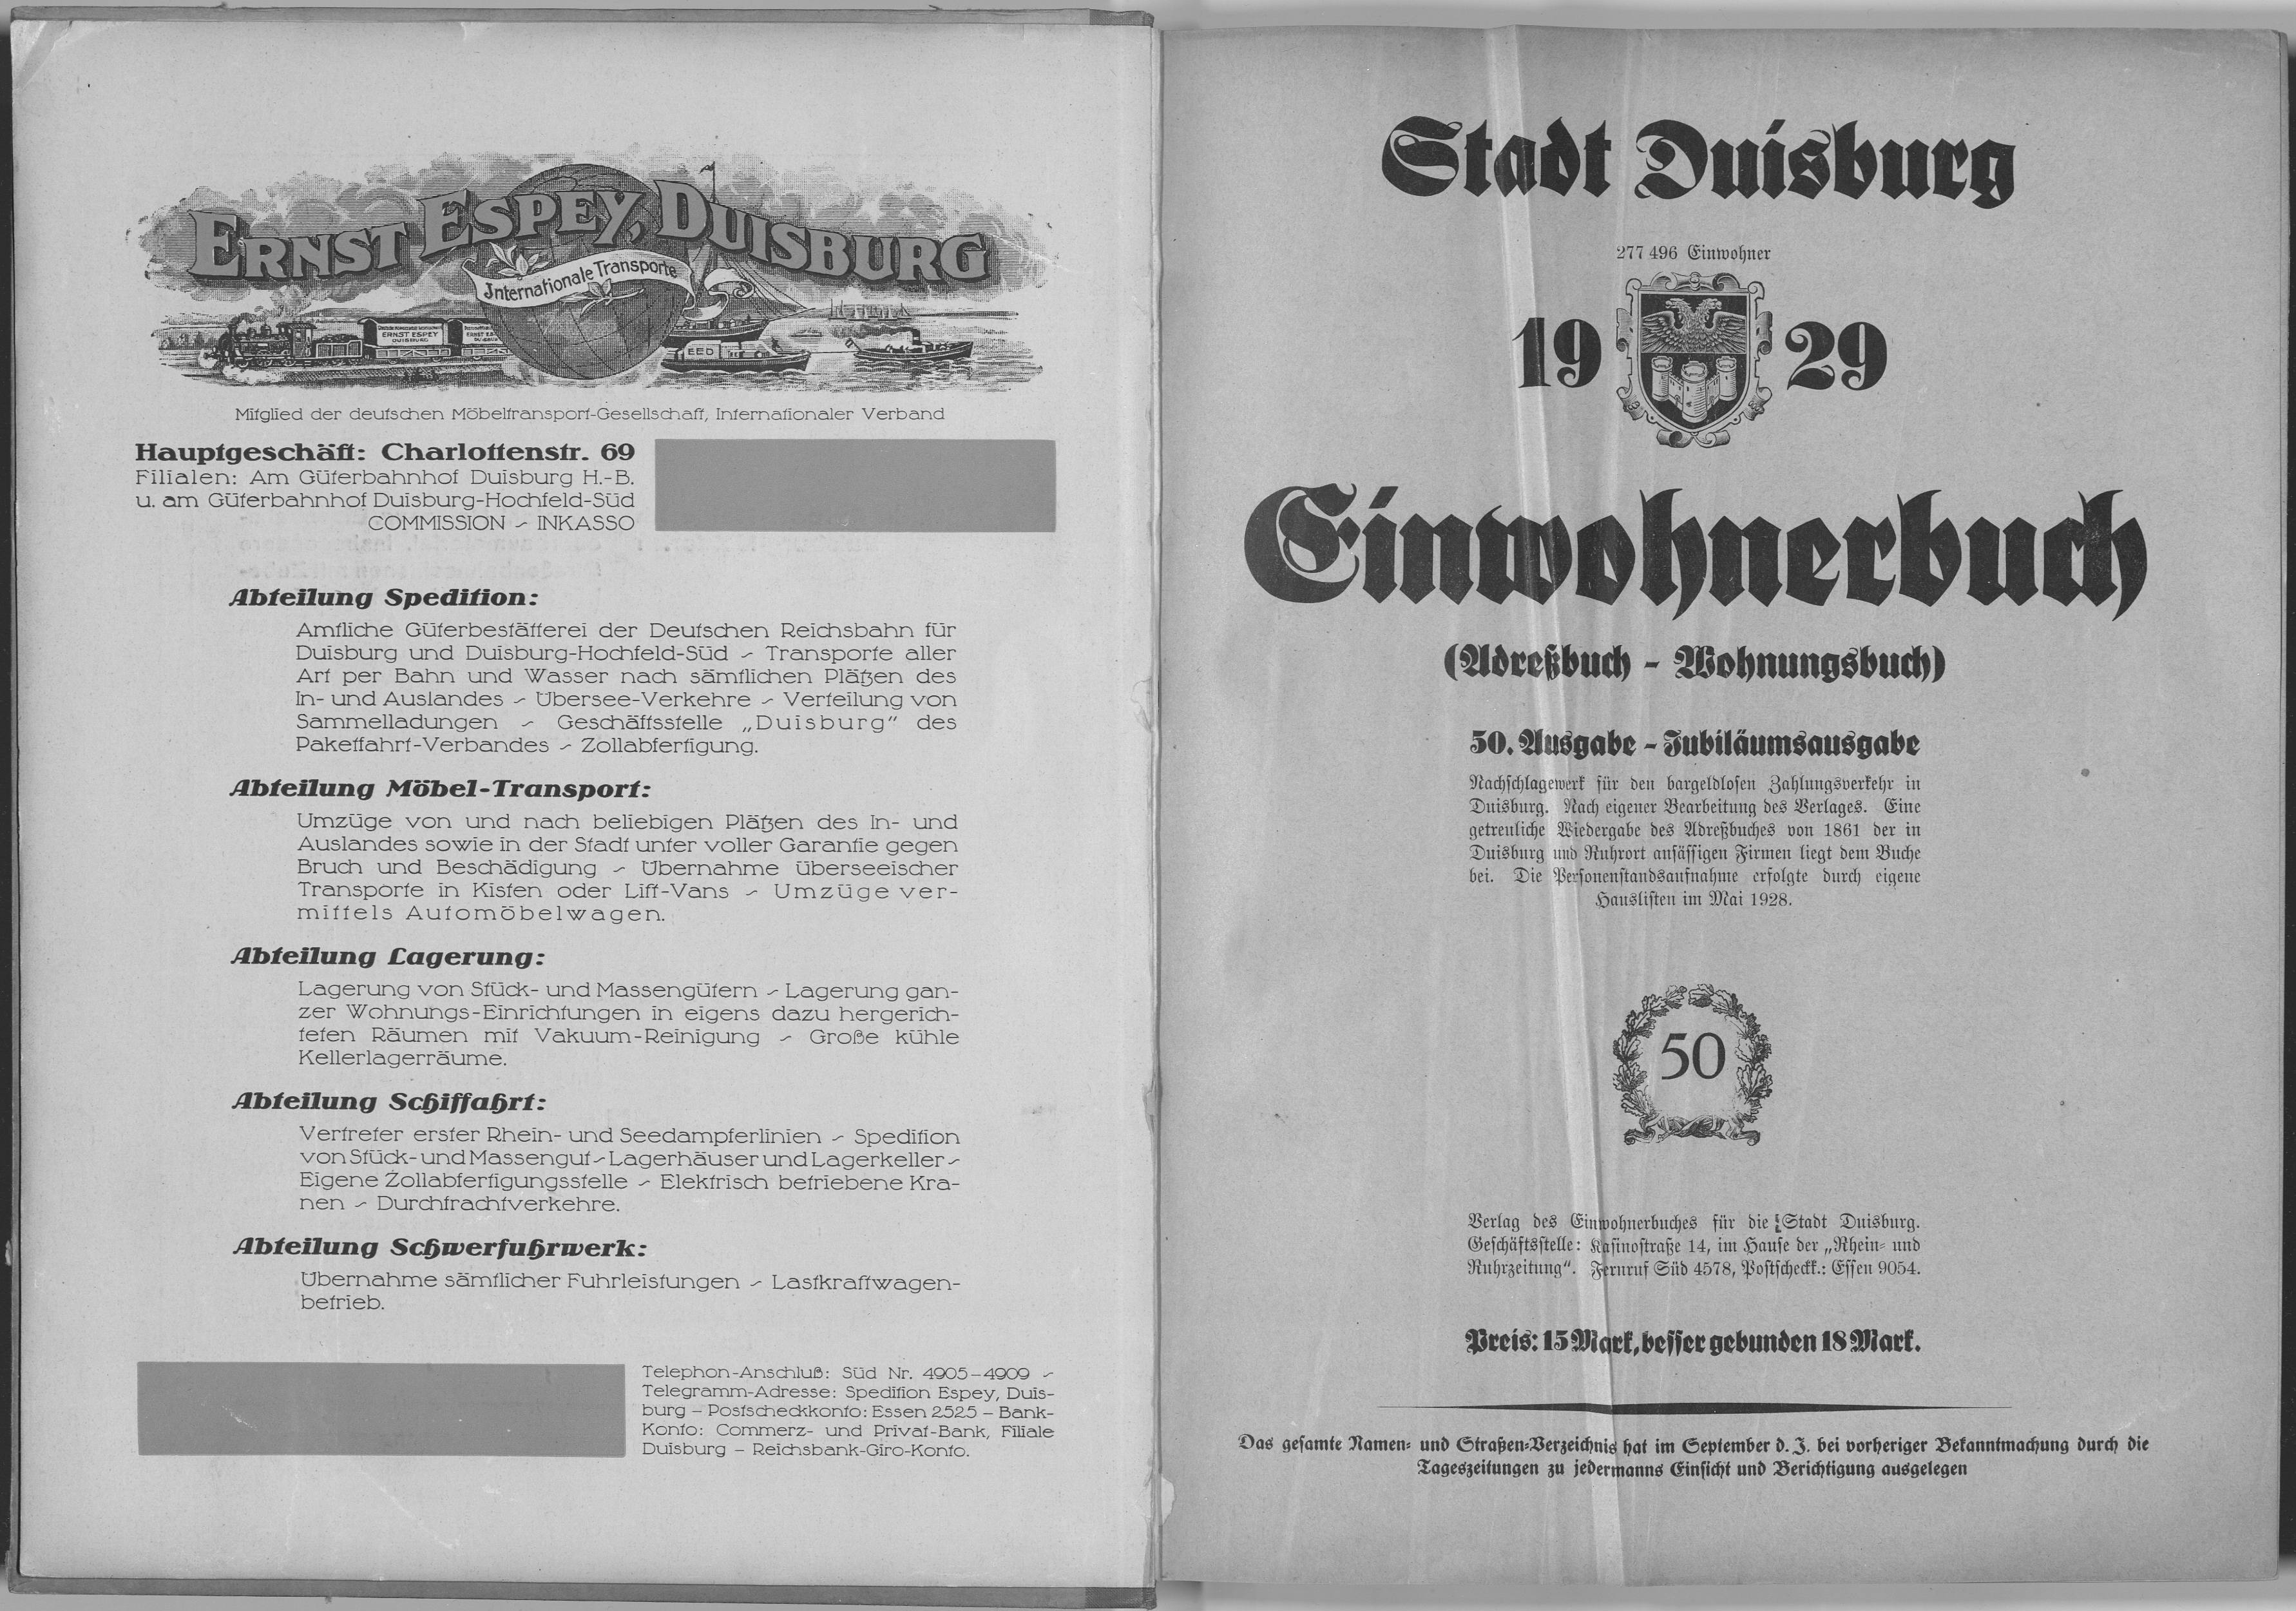 ERNST ESPEY, DUISBURG
Internationale Transporte
ERNST ESPEY
DUISBURG
EED
Mitglied der deutschen Möbeltransport-Gesellschaft, Internationaler Verband
Hauptgeschäft: Charlottenstr. 69
Filialen: Am Güterbahnhof Duisburg H.-B.
u. am Güterbahnhof Duisburg-Hochfeld-Süd
COMMISSION ~ INKASSO
Abteilung Spedition:
Amtliche Güterbestätterei der Deutschen Reichsbahn für
Duisburg und Duisburg-Hochfeld-Süd ~ Transporte aller
Art per Bahn und Wasser nach sämtlichen Plätzen des
In- und Auslandes ~ Übersee-Verkehre ~ Verteilung von
Sammelladungen ~ Geschäftsstelle „Duisburg“ des
Paketfahrt-Verbandes ~ Zollabfertigung.
Abteilung Möbel-Transport:
Umzüge von und nach beliebigen Plätzen des In- und
Auslandes sowie in der Stadt unter voller Garantie gegen
Bruch und Beschädigung ~ Übernahme überseeischer
Transporte in Kisten oder Lift-Vans ~ Umzüge ver-
mittels Automöbelwagen.
Abteilung Lagerung:
Lagerung von Stück- und Massengütern ~ Lagerung gan-
zer Wohnungs-Einrichtungen in eigens dazu hergerich-
teten Räumen mit Vakuum-Reinigung ~ Große kühle
Kellerlagerräume.
Abteilung Schiffahrt:
Vertreter erster Rhein- und Seedampferlinien ~ Spedition
von Stück- und Massengut ~ Lagerhäuser und Lagerkeller ~
Eigene Zollabfertigungsstelle ~ Elektrisch betriebene Kra-
nen ~ Durchfrachtverkehre.
Abteilung Schwerfuhrwerk:
Übernahme sämtlicher Fuhrleistungen ~ Lastkraftwagen-
betrieb.
Telephon-Anschluß: Süd Nr. 4905–4909 ~
Telegramm-Adresse: Spedition Espey, Duis-
burg – Postscheckkonto: Essen 2525 – Bank-
Konto: Commerz- und Privat-Bank, Filiale
Duisburg – Reichsbank-Giro-Konto.
Stadt Duisburg
277 496 Einwohner
19 29
Einwohnerbuch
(Adreßbuch - Wohnungsbuch)
50. Ausgabe - Jubiläumsausgabe
Nachschlagewerk für den bargeldlosen Zahlungsverkehr in
Duisburg. Nach eigener Bearbeitung des Verlages. Eine
getreuliche Wiedergabe des Adreßbuches von 1861 der in
Duisburg und Ruhrort ansässigen Firmen liegt dem Buche
bei. Die Personenstandsaufnahme erfolgte durch eigene
Hauslisten im Mai 1928.
50
Verlag des Einwohnerbuches für die Stadt Duisburg.
Geschäftsstelle: Kasinostraße 14, im Hause der „Rhein- und
Ruhrzeitung“. Fernruf Süd 4578, Postscheckk.: Essen 9054.
Preis: 15 Mark, besser gebunden 18 Mark.
Das gesamte Namen- und Straßen-Verzeichnis hat im September d. J. bei vorheriger Bekanntmachung durch die
Tageszeitungen zu jedermanns Einsicht und Berichtigung ausgelegen